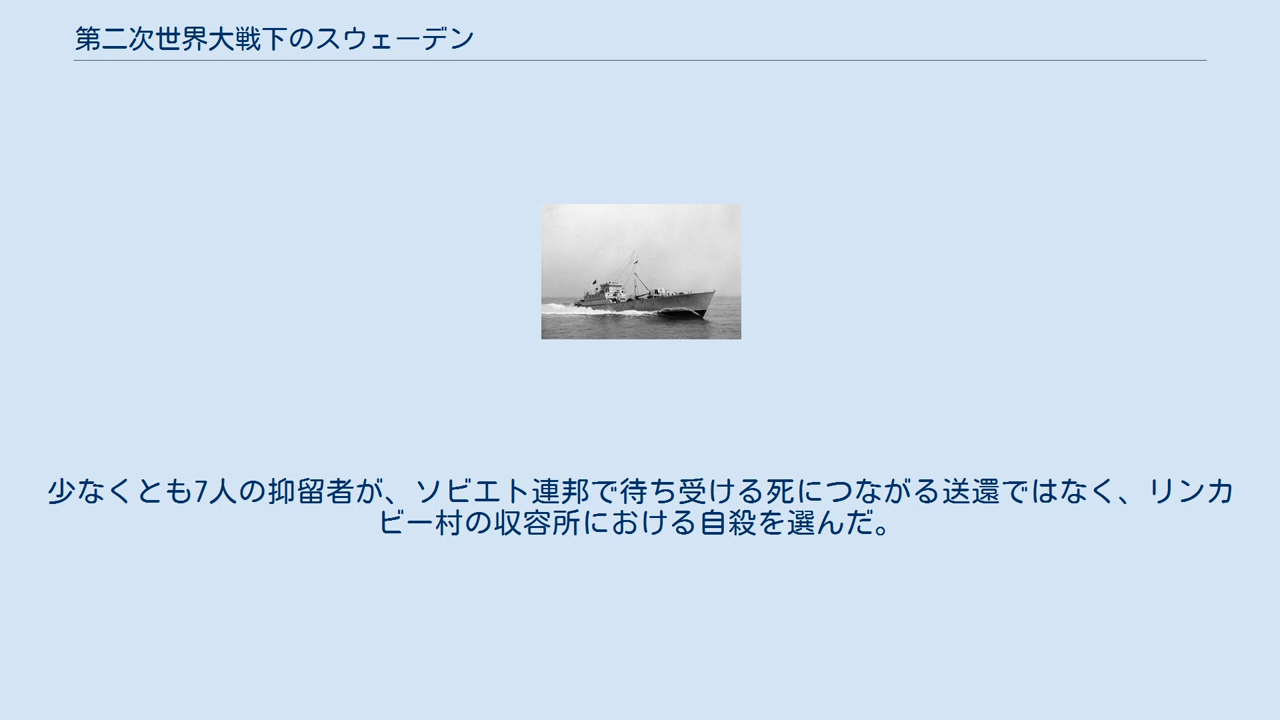 第二次世界大戦下のスウェーデン
少なくとも7人の抑留者が、ソビエト連邦で待ち受ける死につながる送還ではなく、リンカ
ビー村の収容所における自殺を選んだ。